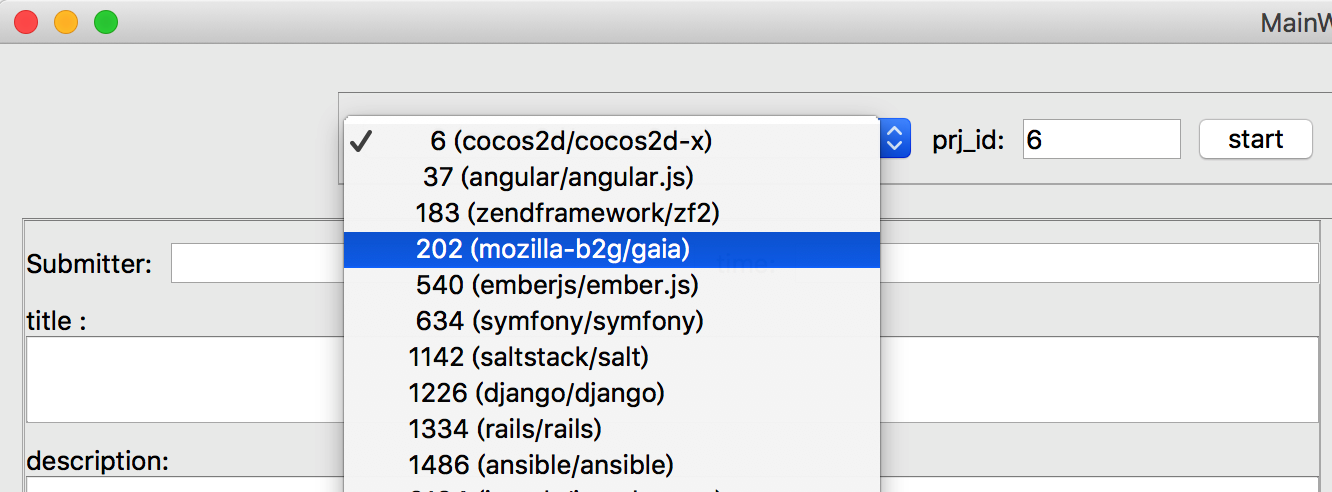 MainW
6 (cocos2d/cocos2d-x)
prj_id: 6 start
37 (angular/angular.js)
183 (zendframework/zf2)
202 (mozilla-b2g/gaia)
Submitter: time:
540 (emberjs/ember.js)
title :
634 (symfony/symfony)
1142 (saltstack/salt)
1226 (django/django)
1334 (rails/rails)
description:
1486 (ansible/ansible)